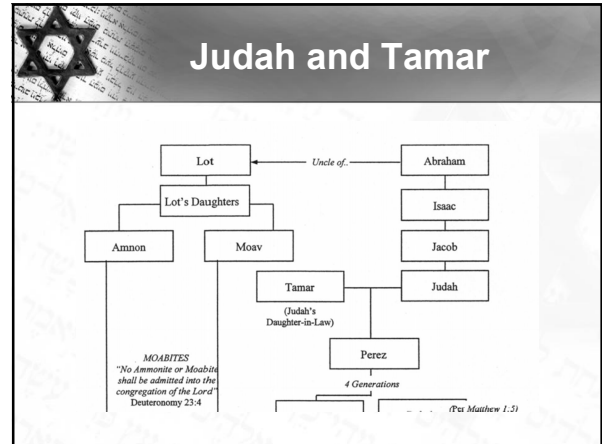 Judah and Tamar
Lot
Uncle of..
Abraham
Lot's Daughters
Isaac
Amnon
Moav
Jacob
Tamar
Judah
(Judah's
Daughter-in-Law)
Perez
MOABITES
"No Ammonite or Moabite
shall be admitted into the
congregation of the Lord"
Deuteronomy 23:4
4 Generations
(Per Matthew 1:5)